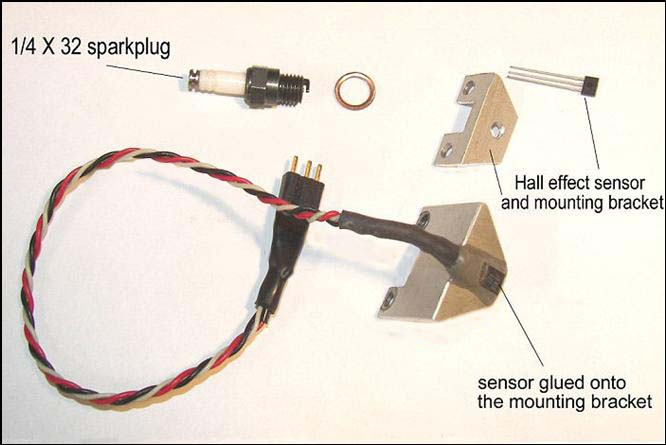 1/4 X 32 sparkplug
Hall effect sensor
and mounting bracket
sensor glued onto
the mounting bracket